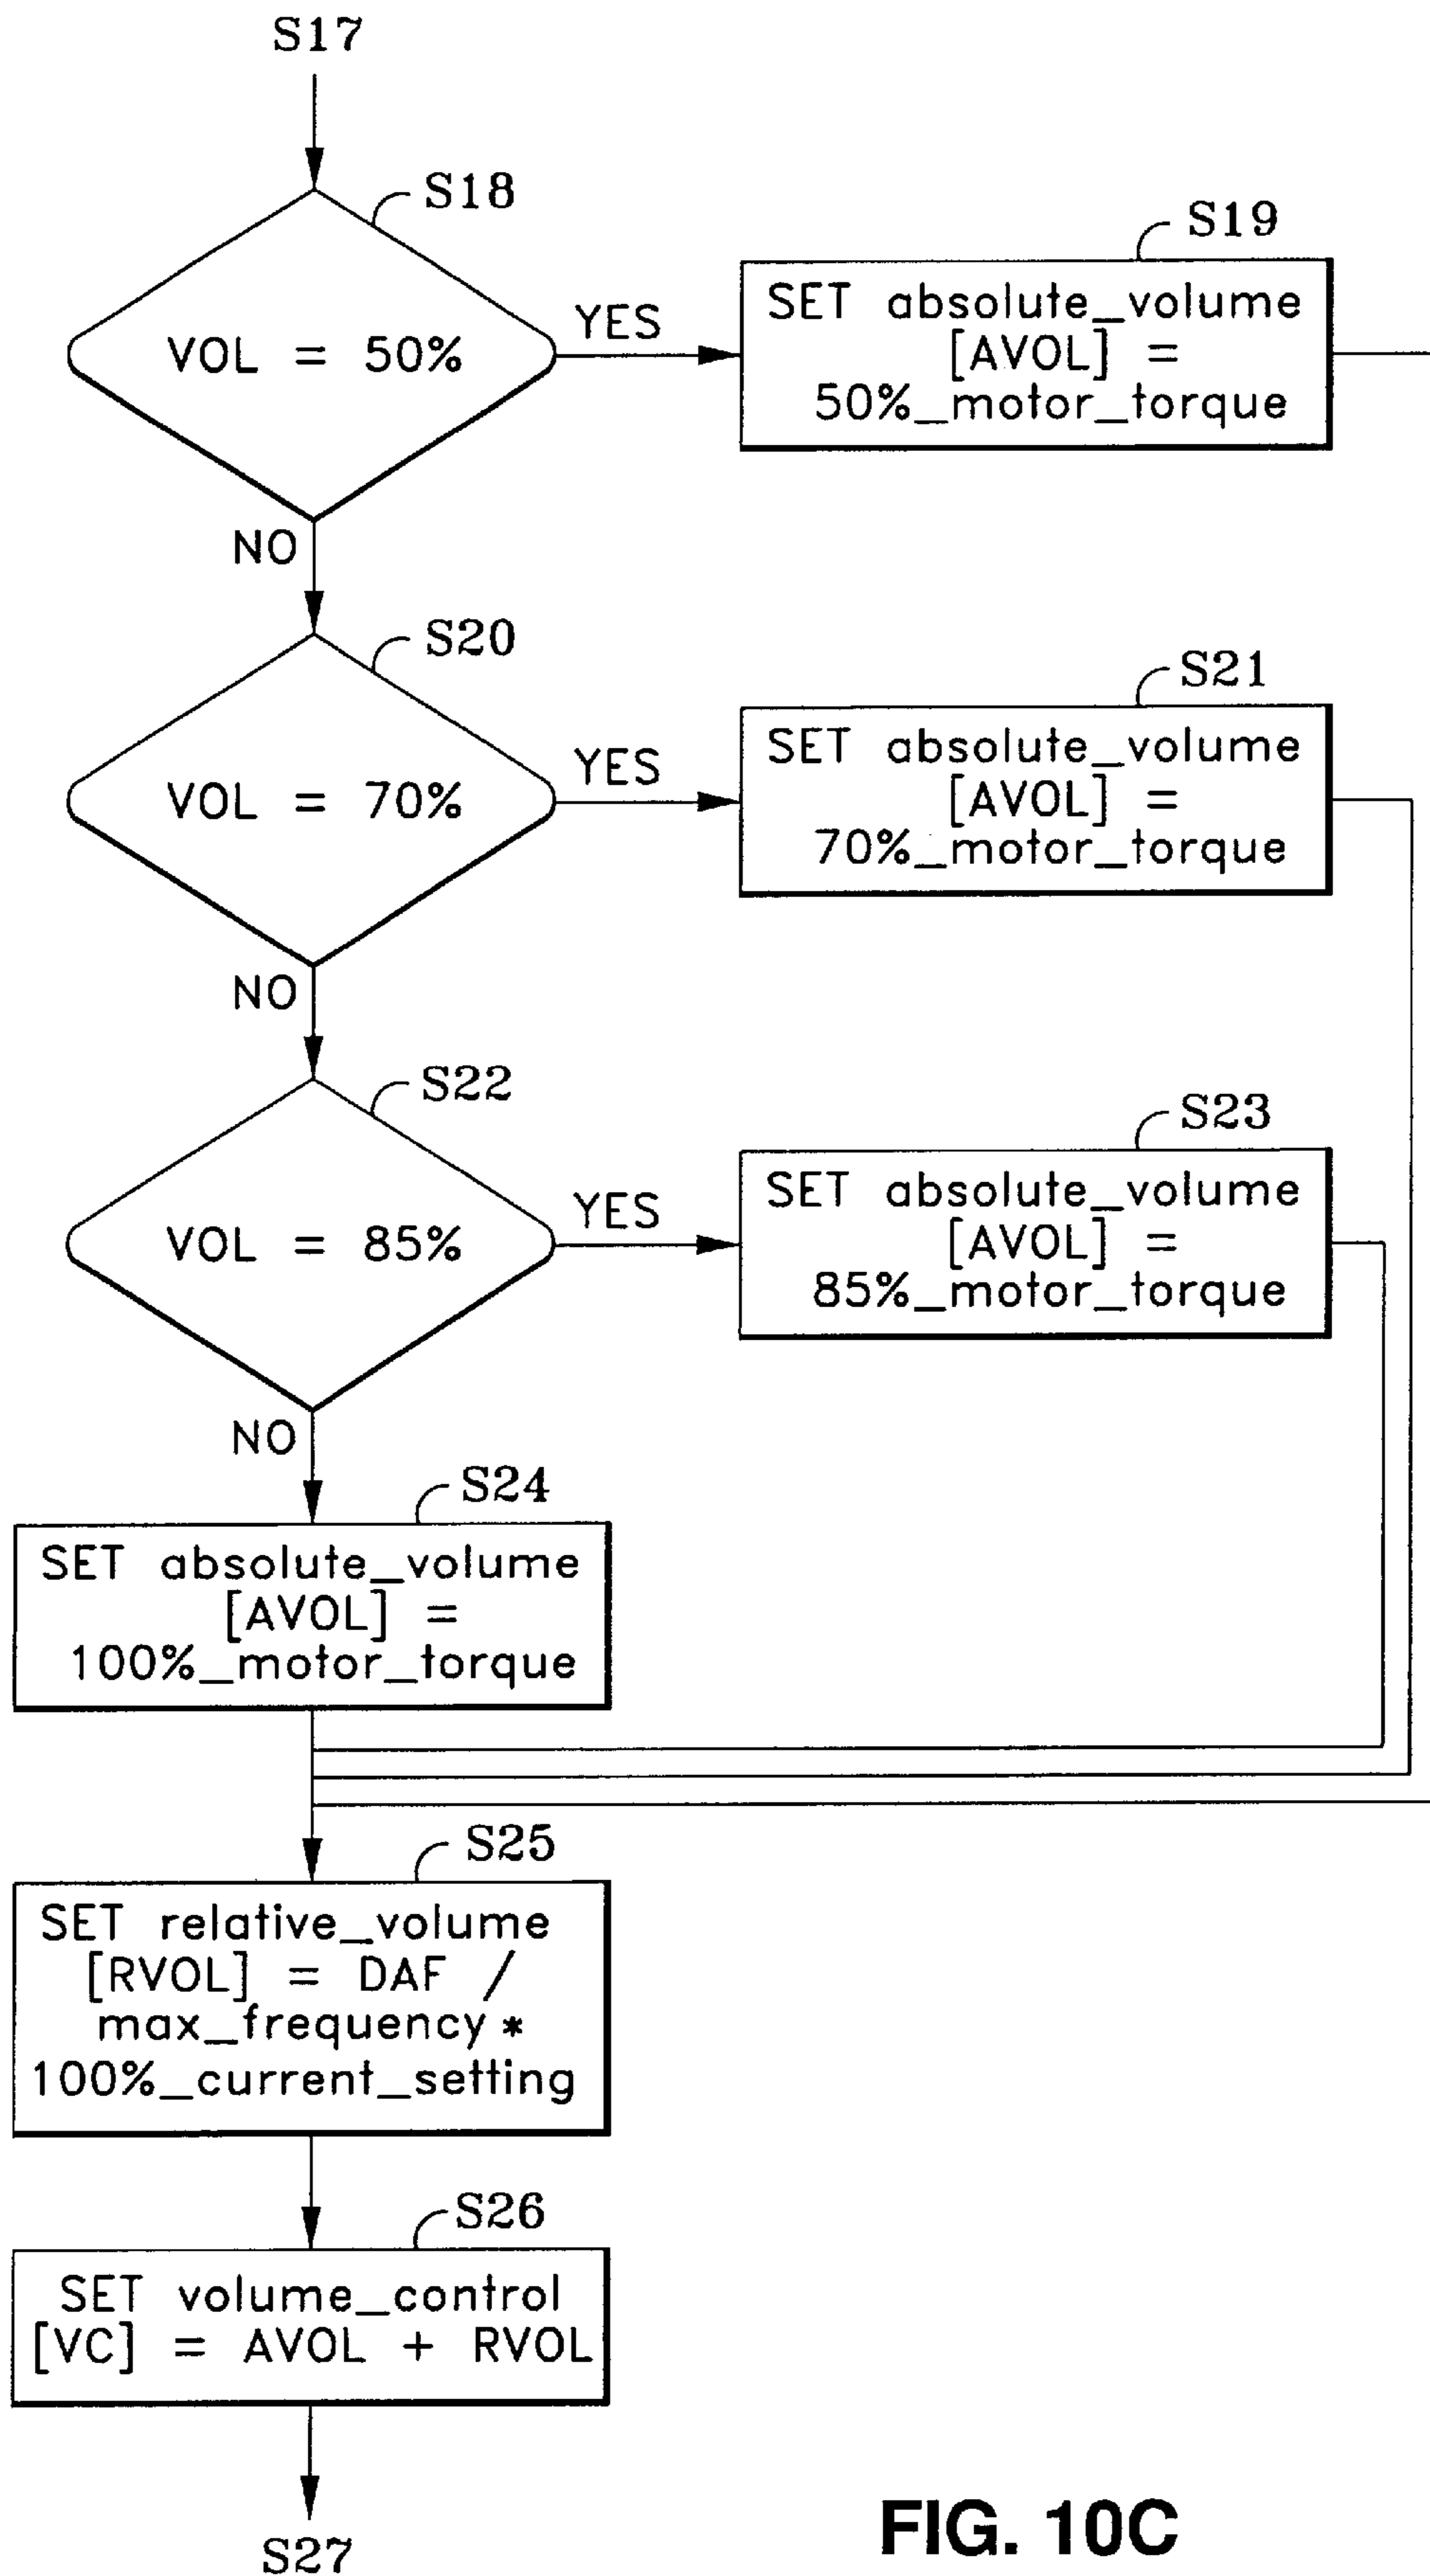 S17
S18
VOL = 50%
YES
S19
SET absolute_volume
[AVOL] =
50%_motor_torque
NO
S20
VOL = 70%
YES
S21
SET absolute_volume
[AVOL] =
70%_motor_torque
NO
S22
VOL = 85%
YES
S23
SET absolute_volume
[AVOL] =
85%_motor_torque
NO
S24
SET absolute_volume
[AVOL] =
100%_motor_torque
S25
SET relative_volume
[RVOL] = DAF /
max_frequency *
100%_current_setting
S26
SET volume_control
[VC] = AVOL + RVOL
S27
FIG. 10C